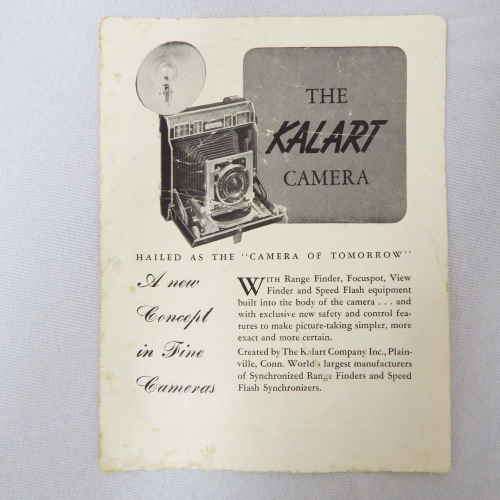 THE
KALART
CAMERA
HAILED AS THE "CAMERA OF TOMORROW"
A new
Concept
in Fine
Cameras
WITH Range Finder, Focuspot, View
Finder and Speed Flash equipment
built into the body of the camera . . . and
with exclusive new safety and control fea-
tures to make picture-taking simpler, more
exact and more certain.
Created by The Kalart Company Inc., Plain-
ville, Conn. World's largest manufacturers
of Synchronized Range Finders and Speed
Flash Synchronizers.